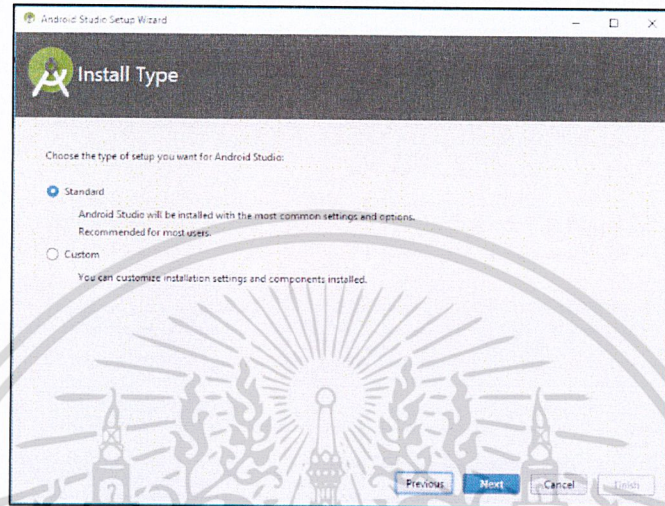 Android Studio Setup Wizard
Install Type
Choose the type of setup you want for Android Studio:
Standard
Android Studio will be installed with the most common settings and options.
Recommended for most users.
Custom
You can customize installation settings and components installed.
Previous
Next
Cancel
Finish